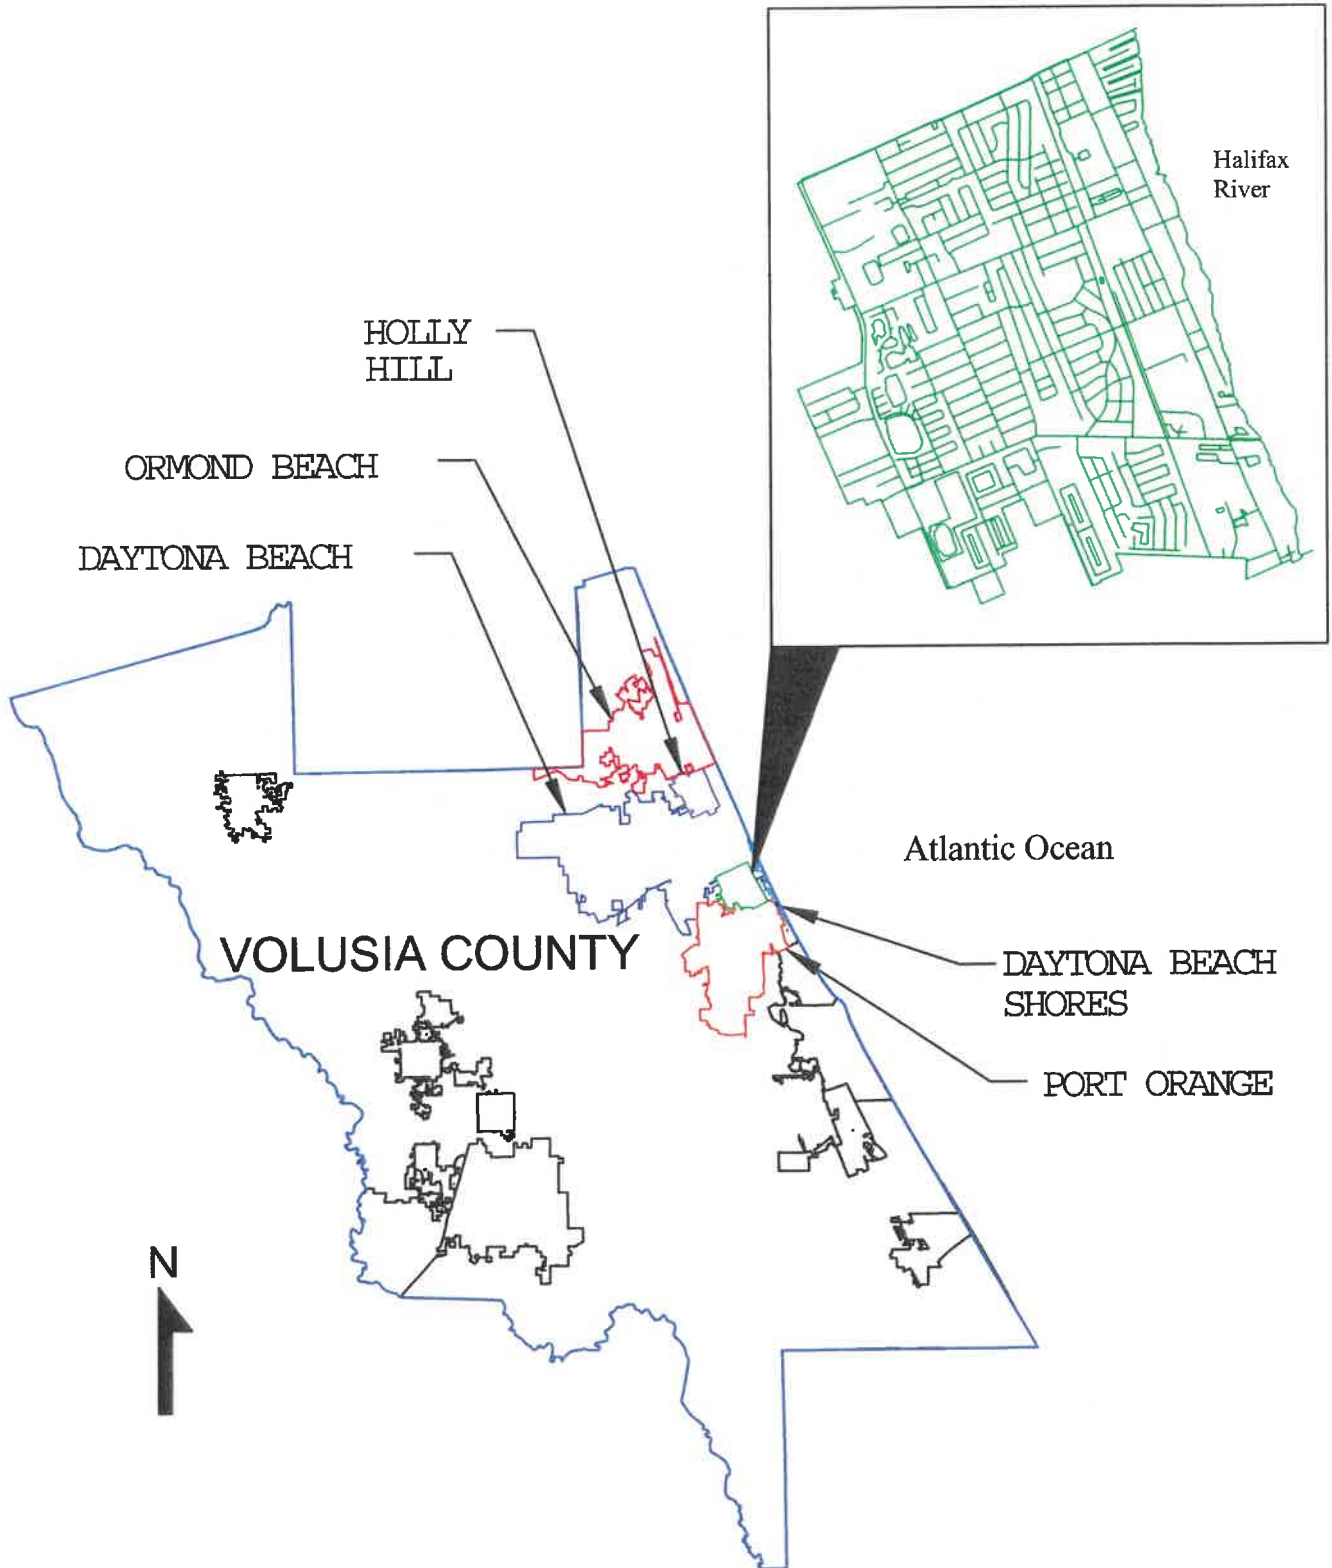 Halifax
River
HOLLY
HILL
ORMOND BEACH
DAYTONA BEACH
Atlantic Ocean
VOLUSIA COUNTY
DAYTONA BEACH
SHORES
PORT ORANGE
N